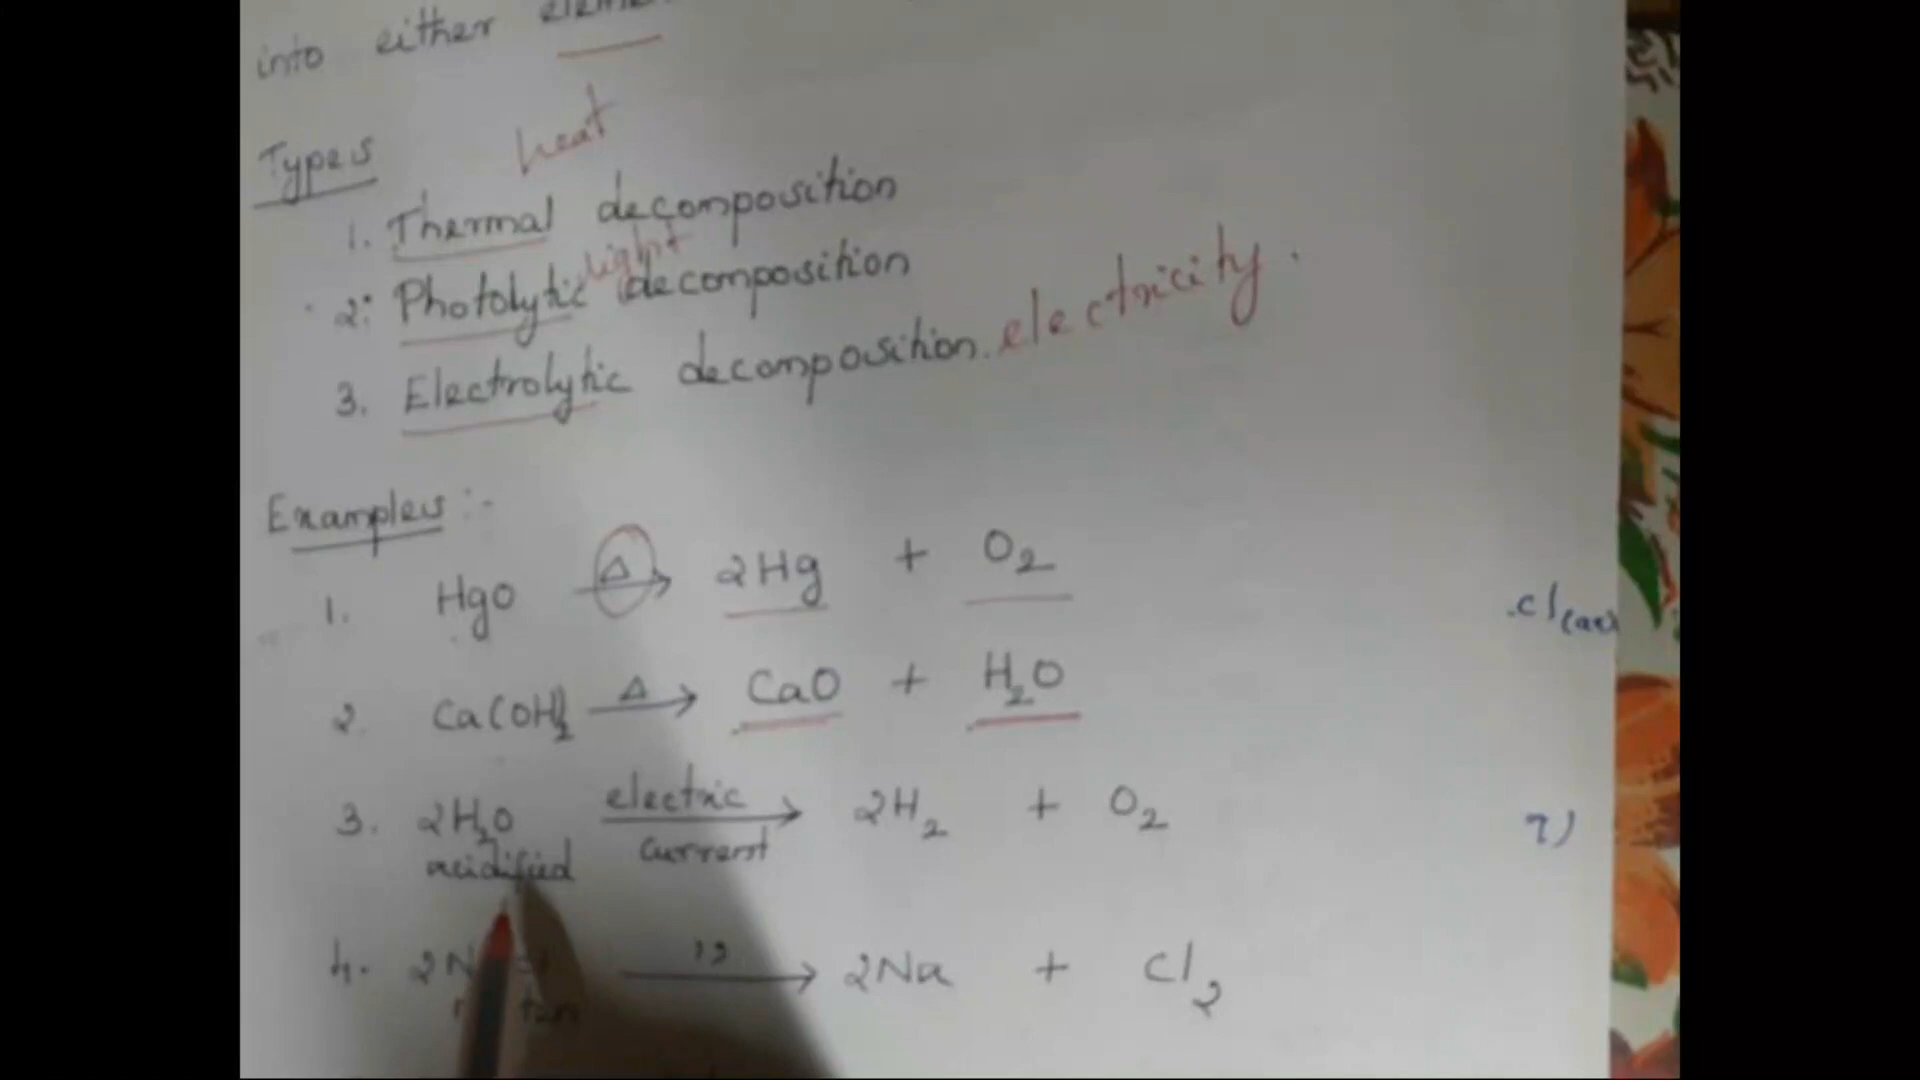 into either
heat
Types
1. Thermal decomposition
light
2: Photolytic decomposition
3. Electrolytic decomposition. electricity.
Examples :-
1. HgO —Δ→ 2Hg + O₂
.Cl(aq)
2. Ca(OH)₂ —Δ→ CaO + H₂O
3. 2H₂O electric → 2H₂ + O₂
acidified current
7)
4. 2N → 2Na + Cl₂